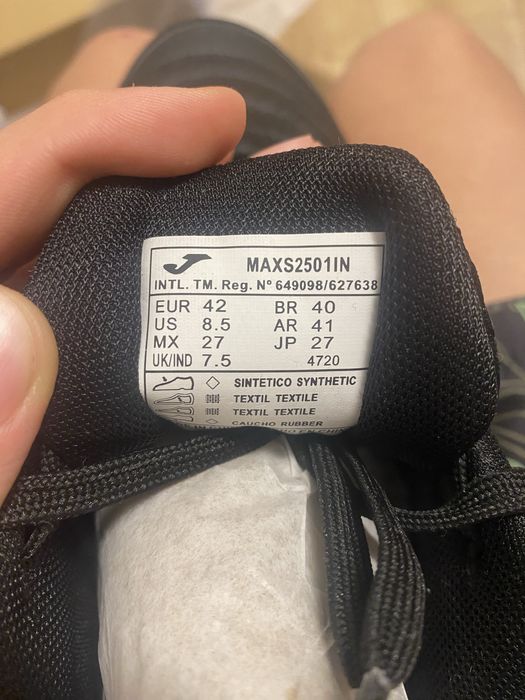 MAXS2501IN
INTL. TM. Reg. Nº 649098/627638
EUR 42 BR 40
US 8.5 AR 41
MX 27 JP 27
UK/IND 7.5 4720
SINTETICO SYNTHETIC
TEXTIL TEXTILE
TEXTIL TEXTILE
CAUCHO RUBBER